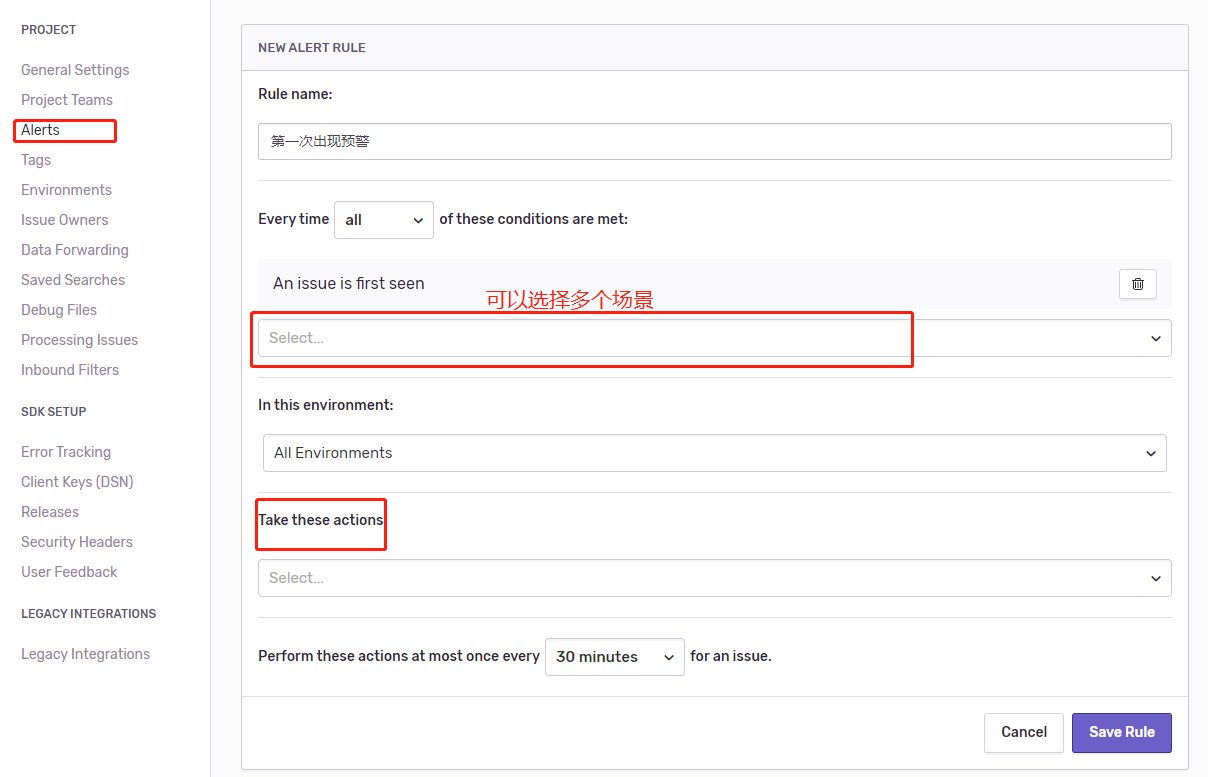 PROJECT
General Settings
Project Teams
Alerts
Tags
Environments
Issue Owners
Data Forwarding
Saved Searches
Debug Files
Processing Issues
Inbound Filters
SDK SETUP
Error Tracking
Client Keys (DSN)
Releases
Security Headers
User Feedback
LEGACY INTEGRATIONS
Legacy Integrations
NEW ALERT RULE
Rule name:
第一次出现预警
Every time all of these conditions are met:
An issue is first seen
可以选择多个场景
Select...
In this environment:
All Environments
Take these actions
Select...
Perform these actions at most once every 30 minutes for an issue.
Cancel Save Rule